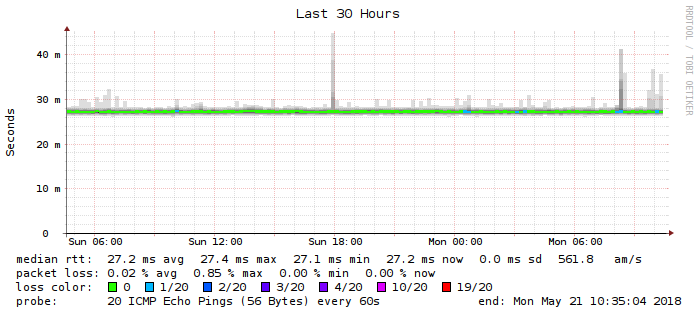 Last 30 Hours
RRDTOOL / TOBI OETIKER
Seconds
40 m
30 m
20 m
10 m
0
Sun 06:00 Sun 12:00 Sun 18:00 Mon 00:00 Mon 06:00
median rtt: 27.2 ms avg 27.4 ms max 27.1 ms min 27.2 ms now 0.0 ms sd 561.8 am/s
packet loss: 0.02 % avg 0.85 % max 0.00 % min 0.00 % now
loss color: 0 1/20 2/20 3/20 4/20 10/20 19/20
probe: 20 ICMP Echo Pings (56 Bytes) every 60s end: Mon May 21 10:35:04 2018